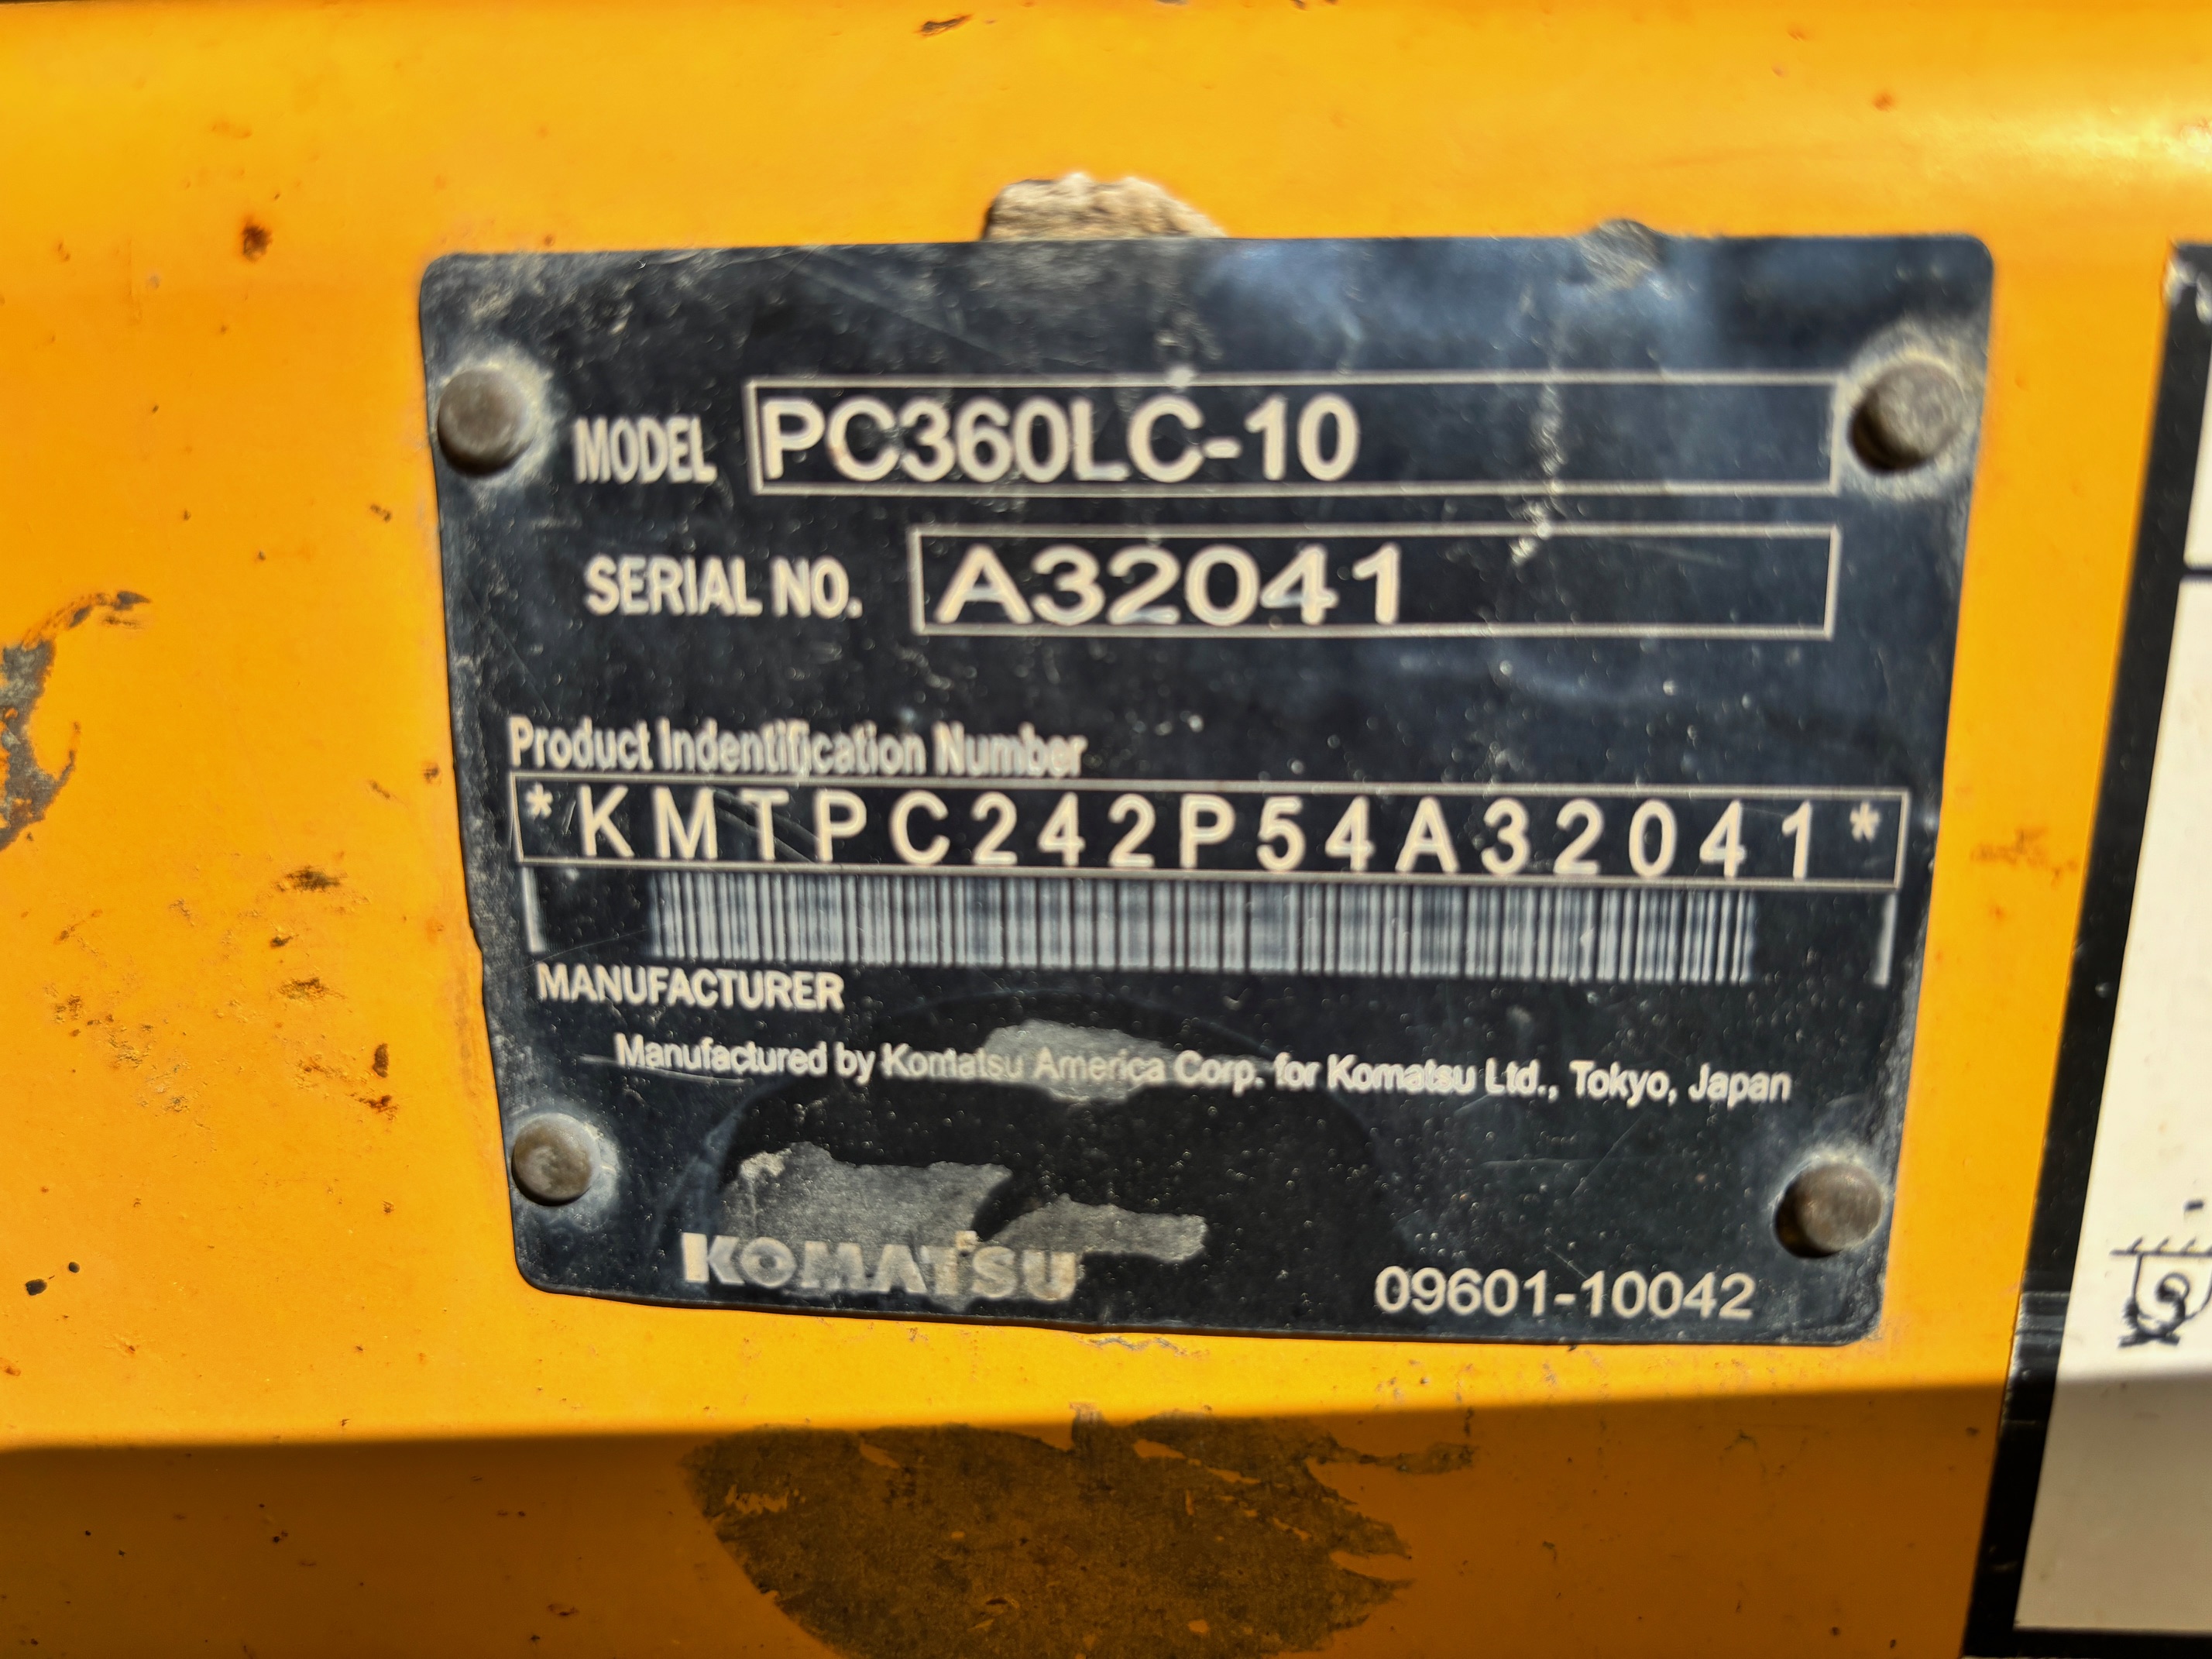 MODEL PC360LC-10
SERIAL NO. A32041
Product Indentification Number
*KMTPC242P54A32041*
MANUFACTURER
Manufactured by Komatsu America Corp. for Komatsu Ltd., Tokyo, Japan
KOMATSU 09601-10042